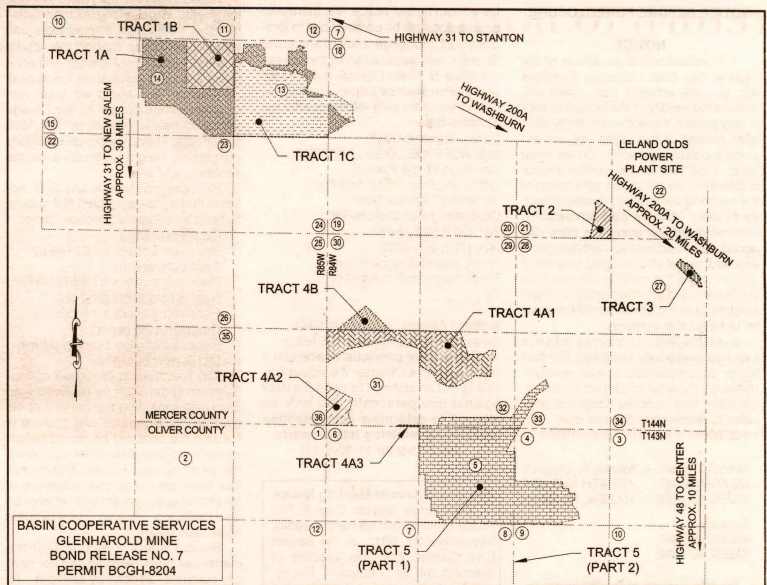 10
TRACT 1B
11
12
7
HIGHWAY 31 TO STANTON
TRACT 1A
18
14
13
HIGHWAY 200A
TO WASHBURN
15
22
HIGHWAY 31 TO NEW SALEM
APPROX. 30 MILES
23
TRACT 1C
LELAND OLDS
POWER
PLANT SITE
22
HIGHWAY 200A TO WASHBURN
APPROX. 20 MILES
TRACT 2
24
19
20
21
25
30
29
28
R85W
R84W
27
TRACT 3
TRACT 4B
TRACT 4A1
26
35
TRACT 4A2
31
36
32
33
34
T144N
MERCER COUNTY
OLIVER COUNTY
1
6
4
3
T143N
2
TRACT 4A3
5
HIGHWAY 48 TO CENTER
APPROX. 10 MILES
12
7
8
9
10
TRACT 5
(PART 1)
TRACT 5
(PART 2)
BASIN COOPERATIVE SERVICES
GLENHAROLD MINE
BOND RELEASE NO. 7
PERMIT BCGH-8204